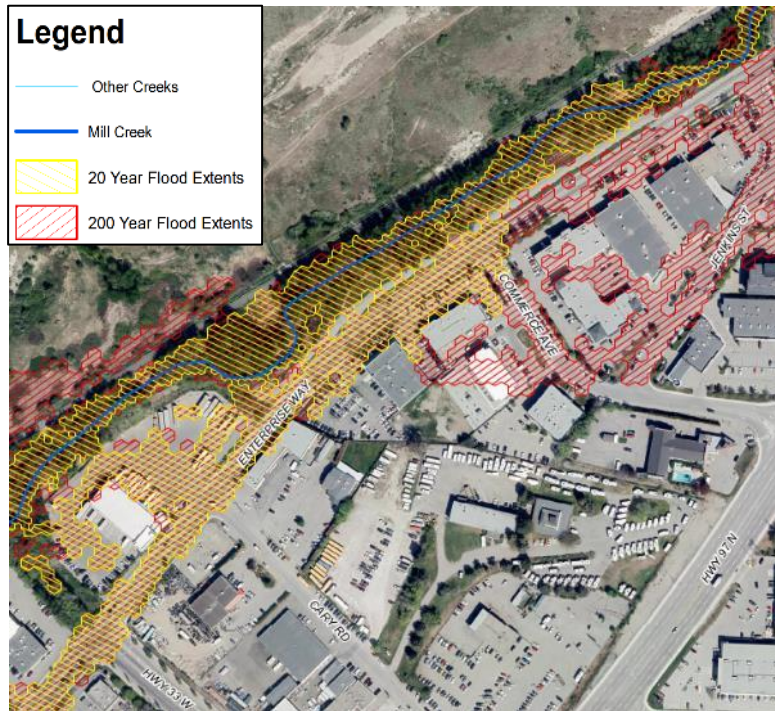 Legend
Other Creeks
Mill Creek
20 Year Flood Extents
200 Year Flood Extents
JENKINS ST
COMMERCE AVE
ENTERPRISE WAY
HWY 97 N
CARY RD
HWY 33 W